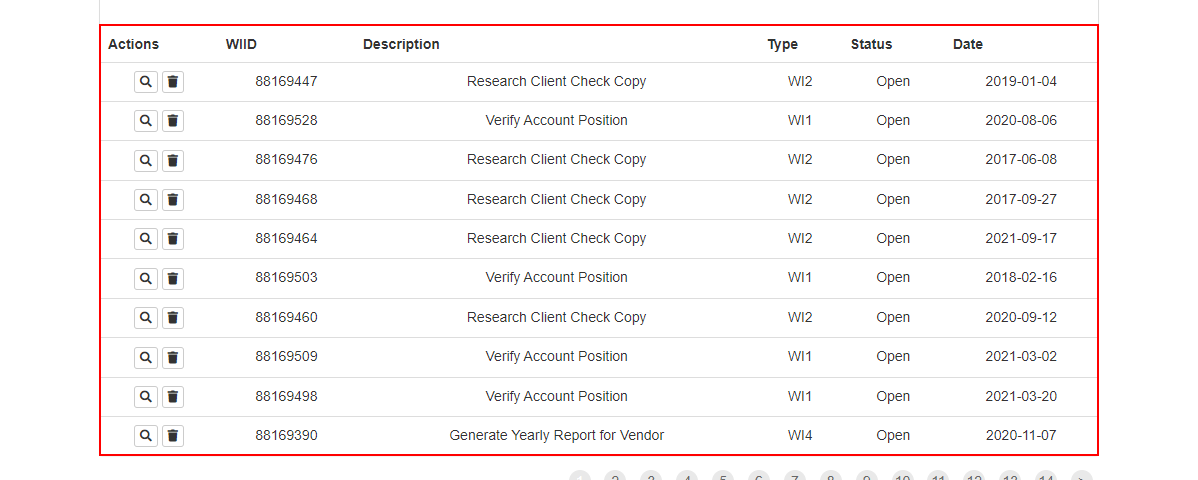 Actions WIID Description Type Status Date
88169447 Research Client Check Copy WI2 Open 2019-01-04
88169528 Verify Account Position WI1 Open 2020-08-06
88169476 Research Client Check Copy WI2 Open 2017-06-08
88169468 Research Client Check Copy WI2 Open 2017-09-27
88169464 Research Client Check Copy WI2 Open 2021-09-17
88169503 Verify Account Position WI1 Open 2018-02-16
88169460 Research Client Check Copy WI2 Open 2020-09-12
88169509 Verify Account Position WI1 Open 2021-03-02
88169498 Verify Account Position WI1 Open 2021-03-20
88169390 Generate Yearly Report for Vendor WI4 Open 2020-11-07
1 2 3 4 5 6 7 8 9 10 11 12 13 14 >